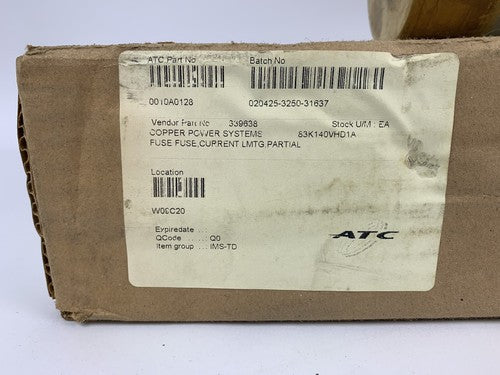 ATC Part No Batch No
0010A0128 020425-3250-31637
Vendor Part No 339638 Stock U/M : EA
COPPER POWER SYSTEMS 83K140VHD1A
FUSE FUSE,CURRENT LMTG,PARTIAL
Location
W06C20
Expiredate ...:
QCode ....: Q0
Item group ...: IMS-TD
ATC